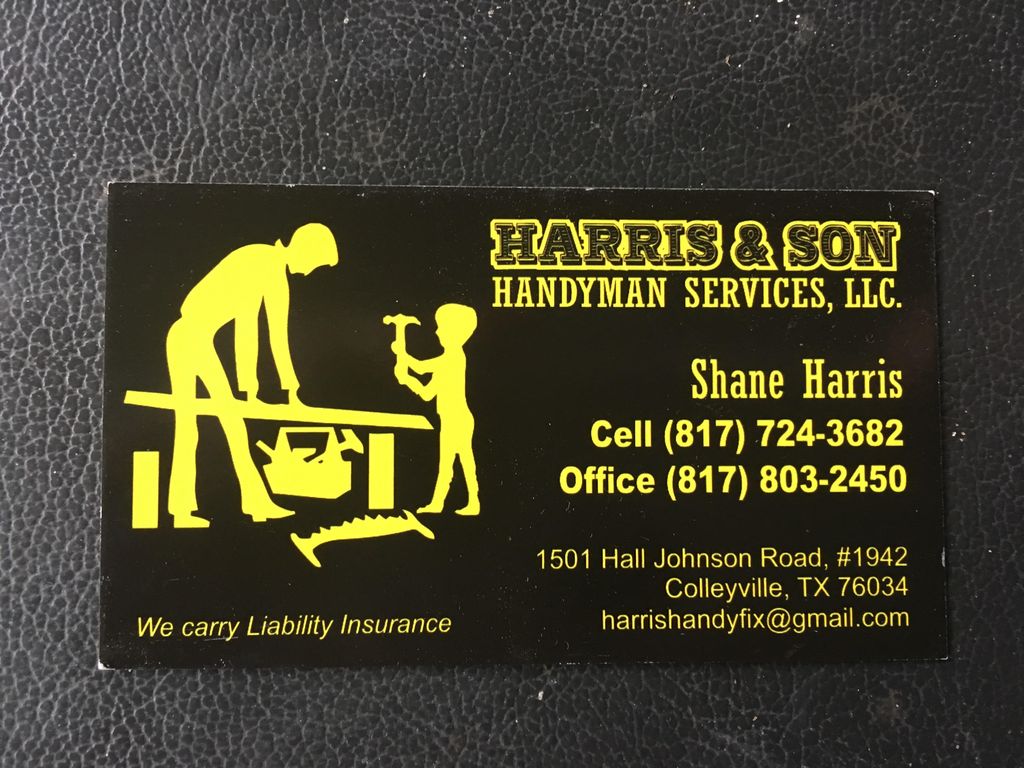 HARRIS & SON
HANDYMAN SERVICES, LLC.
Shane Harris
Cell (817) 724-3682
Office (817) 803-2450
1501 Hall Johnson Road, #1942
Colleyville, TX 76034
harrishandyfix@gmail.com
We carry Liability Insurance